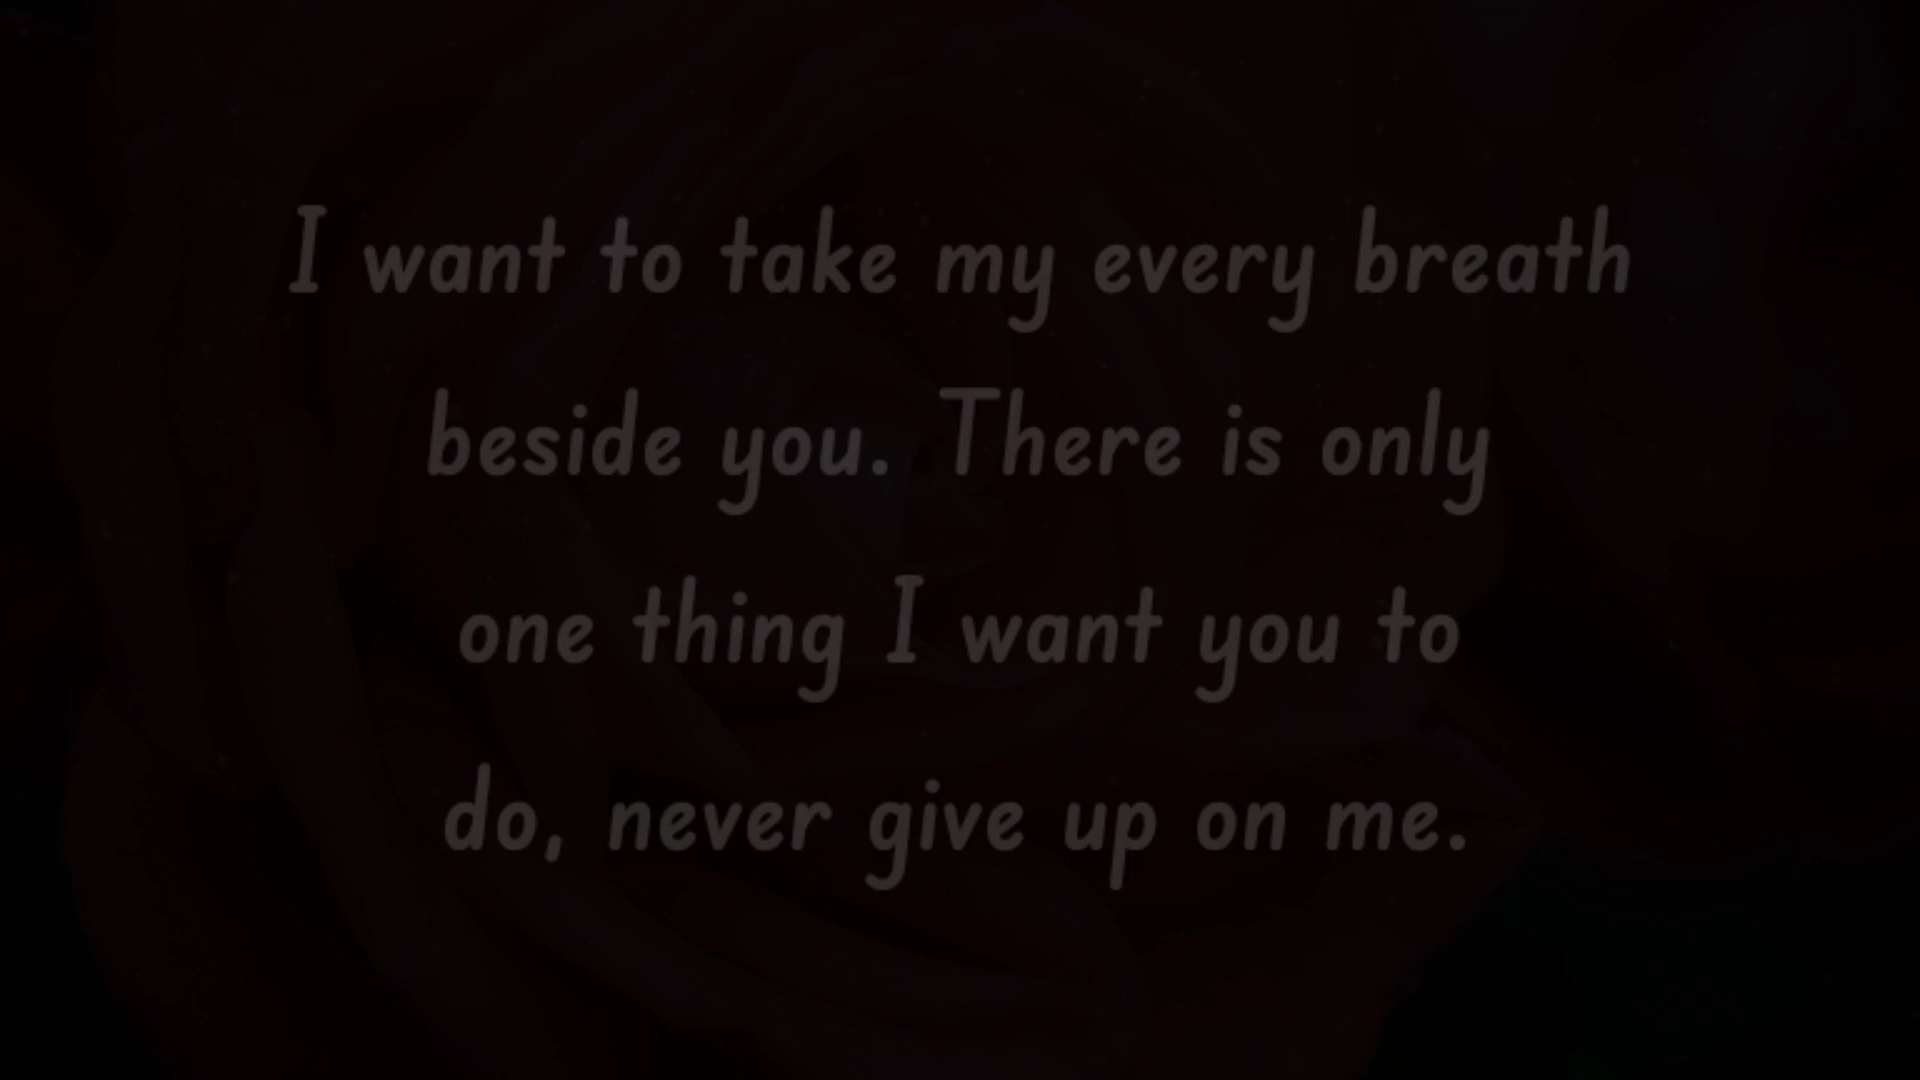 I want to take my every breath
beside you. There is only
one thing I want you to
do, never give up on me.